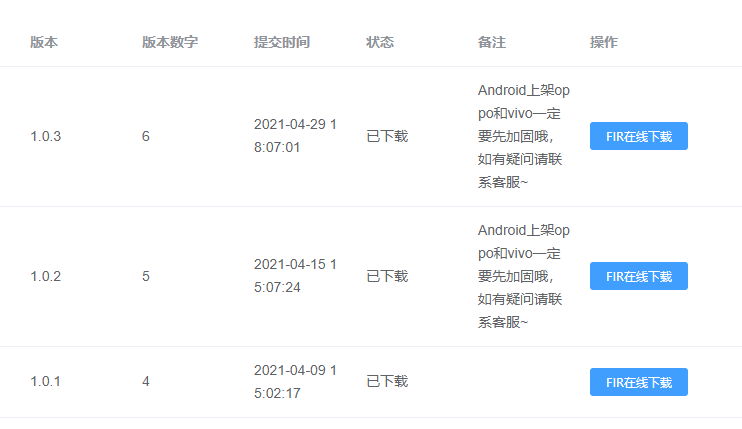 版本 版本数字 提交时间 状态 备注 操作
1.0.3 6 2021-04-29 1
8:07:01 已下载 Android上架op
po和vivo一定
要先加固哦，
如有疑问请联
系客服~ FIR在线下载
1.0.2 5 2021-04-15 1
5:07:24 已下载 Android上架op
po和vivo一定
要先加固哦，
如有疑问请联
系客服~ FIR在线下载
1.0.1 4 2021-04-09 1
5:02:17 已下载 FIR在线下载